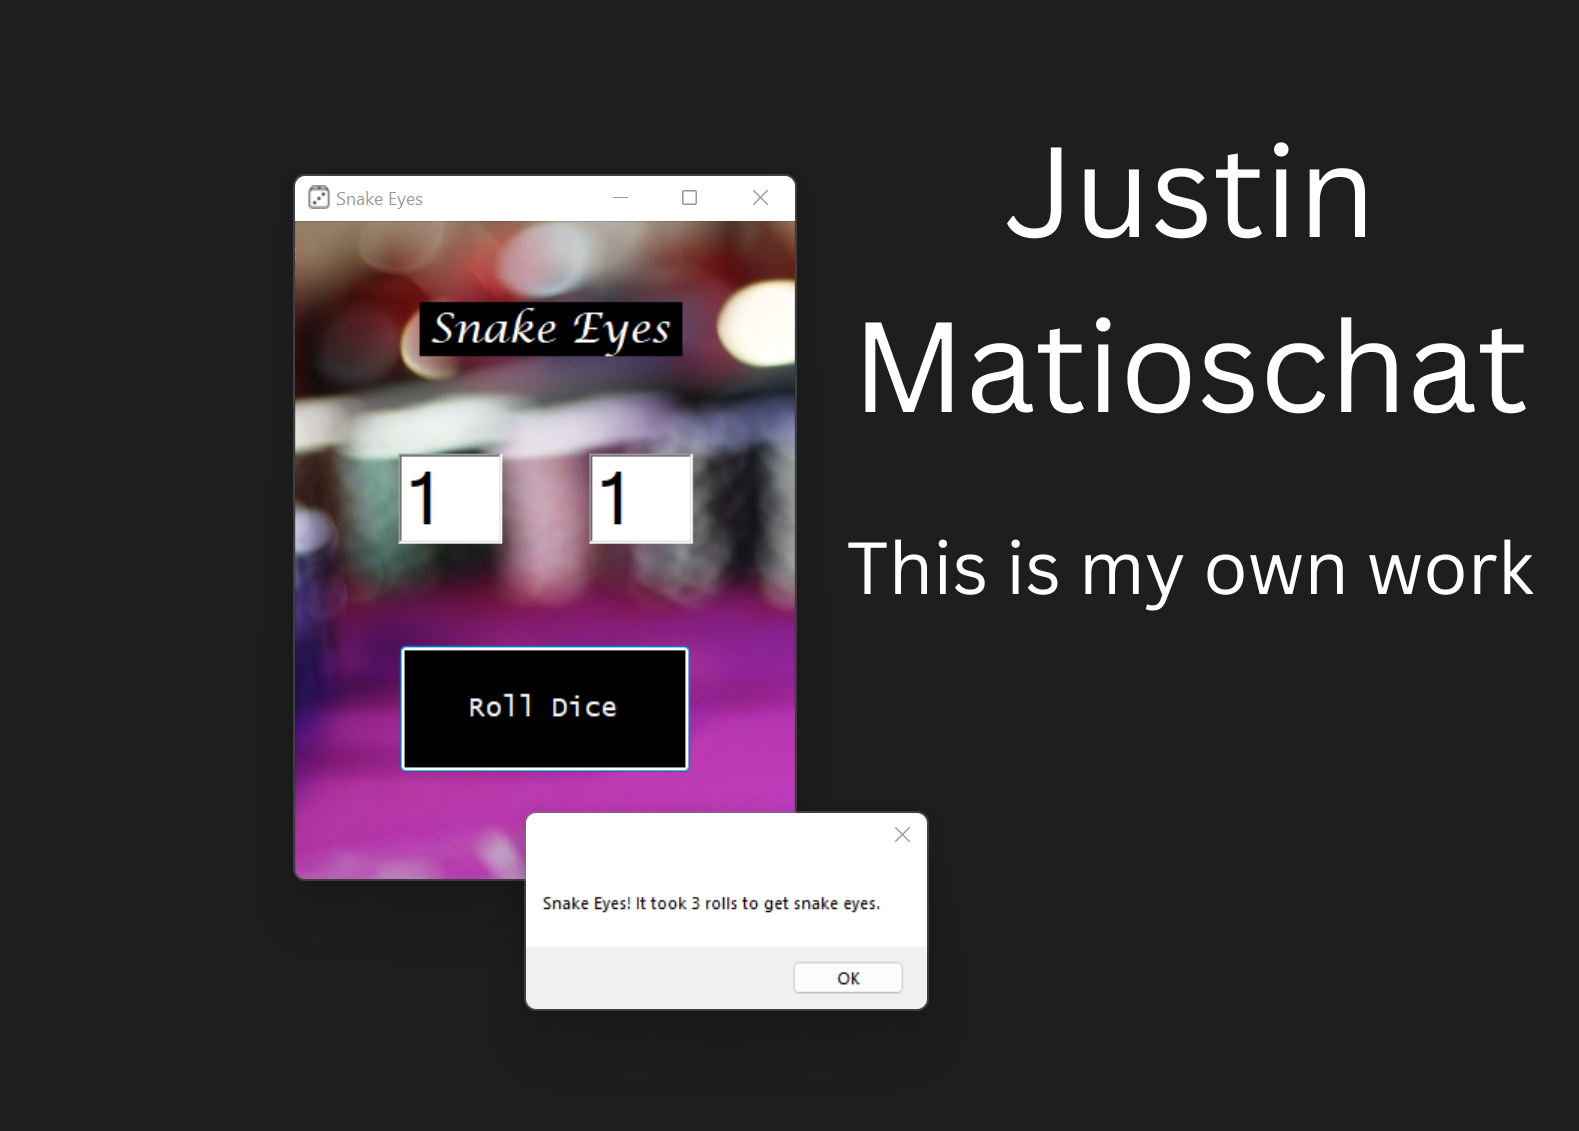 Snake Eyes
Snake Eyes
1 1
Roll Dice
Snake Eyes! It took 3 rolls to get snake eyes.
OK
Justin
Matioschat
This is my own work